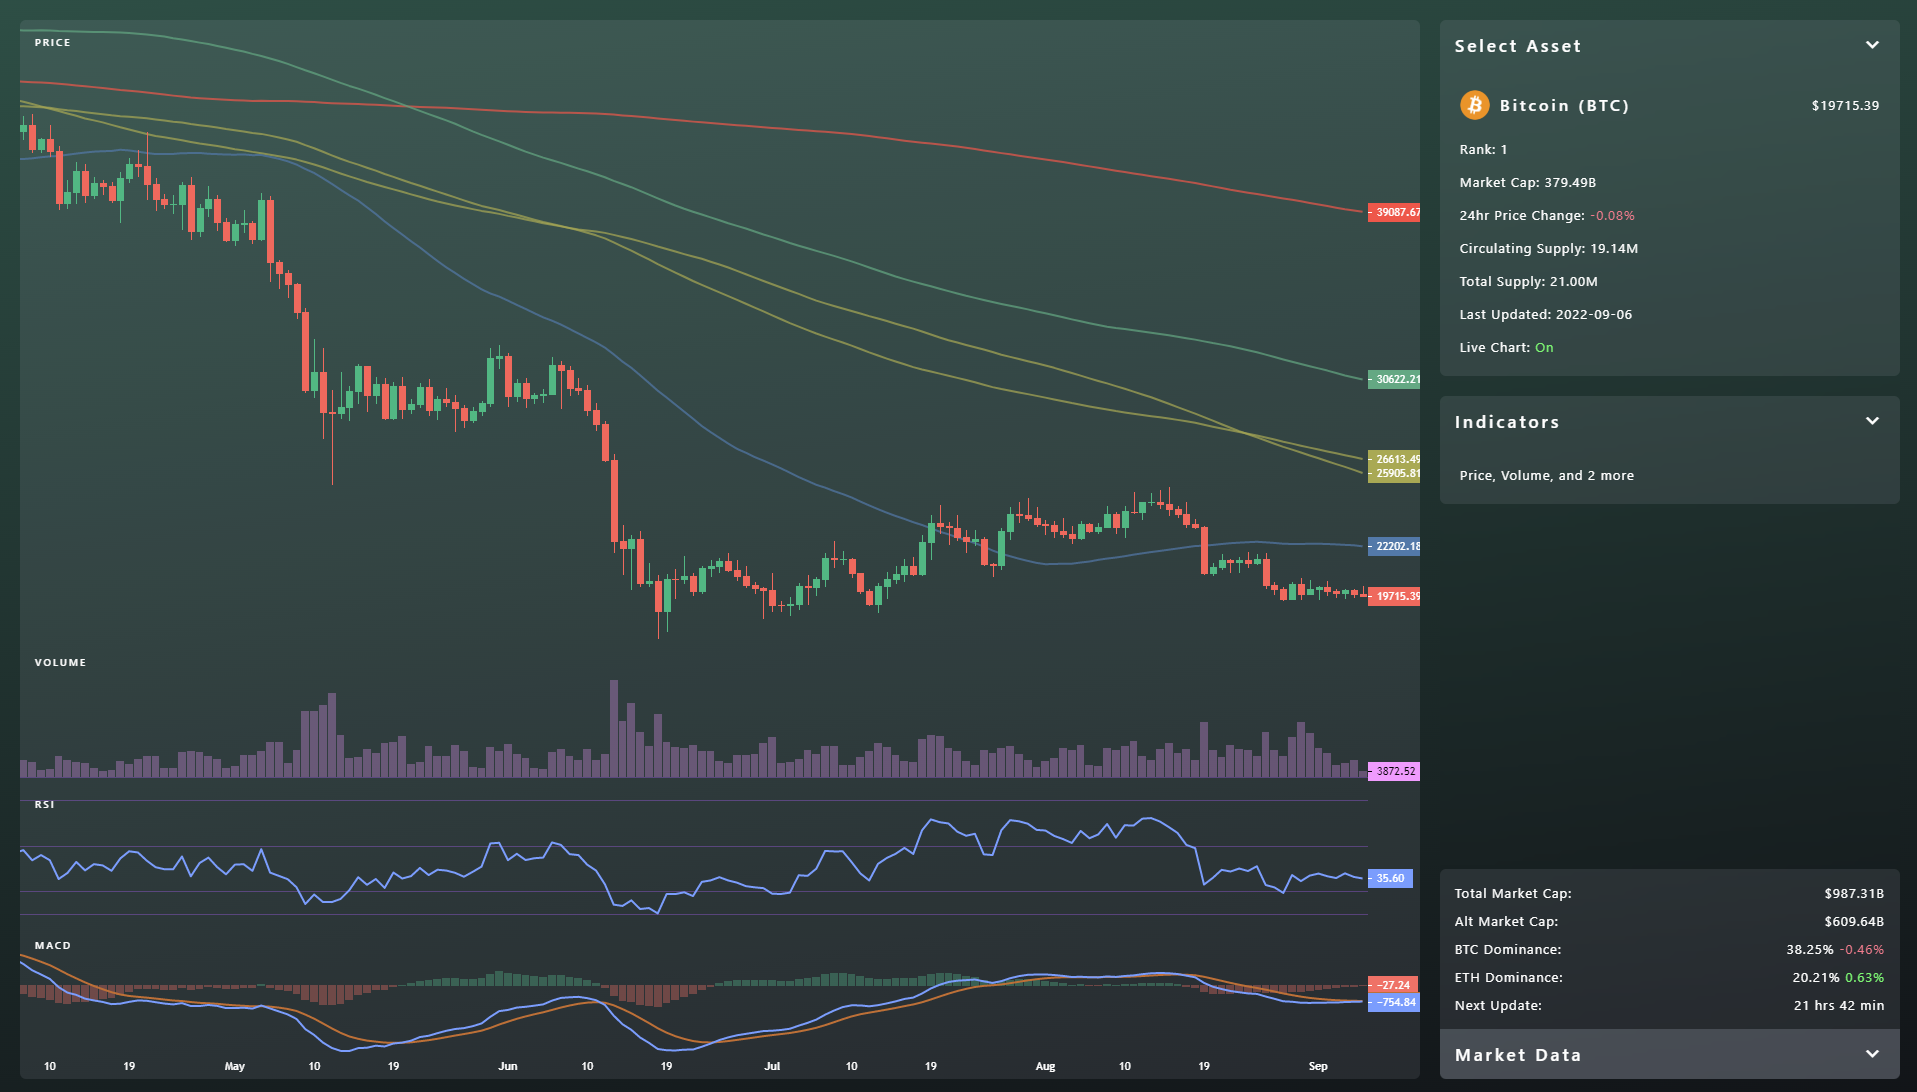 PRICE
39087.67
30622.21
26613.49
25905.81
22202.18
19715.39
VOLUME
3872.52
RSI
35.60
MACD
-27.24
-754.84
10 19 May 10 19 Jun 10 19 Jul 10 19 Aug 10 19 Sep
Select Asset
Bitcoin (BTC) $19715.39
Rank: 1
Market Cap: 379.49B
24hr Price Change: -0.08%
Circulating Supply: 19.14M
Total Supply: 21.00M
Last Updated: 2022-09-06
Live Chart: On
Indicators
Price, Volume, and 2 more
Total Market Cap: $987.31B
Alt Market Cap: $609.64B
BTC Dominance: 38.25% -0.46%
ETH Dominance: 20.21% 0.63%
Next Update: 21 hrs 42 min
Market Data